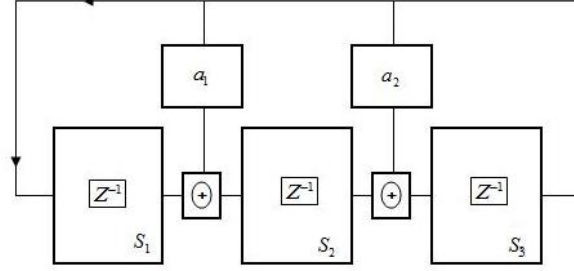 a₁ a₂
Z⁻¹ + Z⁻¹ + Z⁻¹
S₁ S₂ S₃